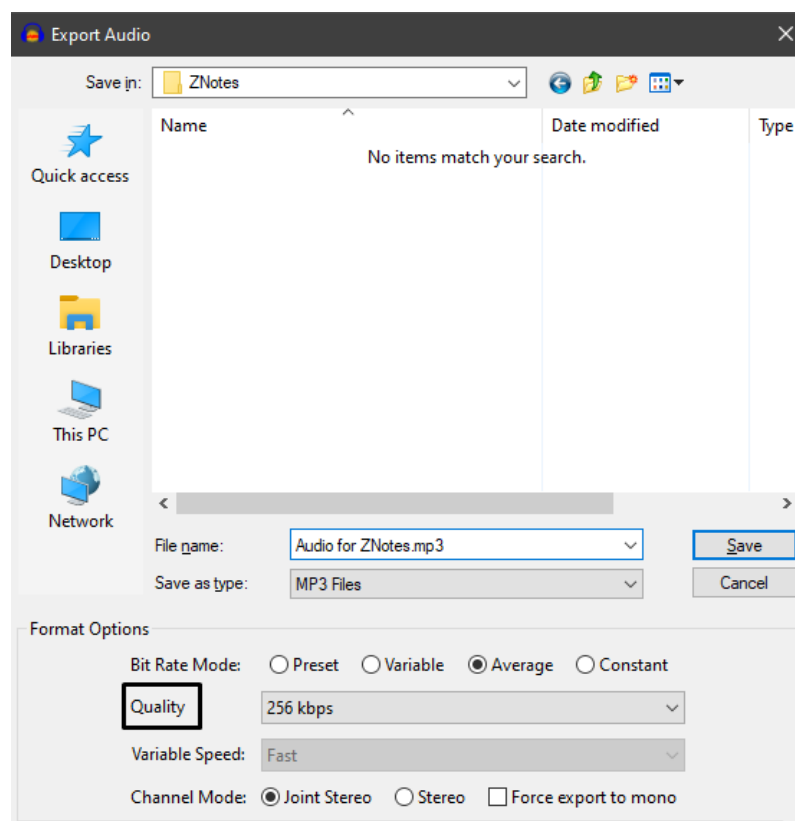 Export Audio
Save in: ZNotes
Name Date modified Type
No items match your search.
Quick access
Desktop
Libraries
This PC
Network
File name: Audio for ZNotes.mp3 Save
Save as type: MP3 Files Cancel
Format Options
Bit Rate Mode: Preset Variable Average Constant
Quality 256 kbps
Variable Speed: Fast
Channel Mode: Joint Stereo Stereo Force export to mono